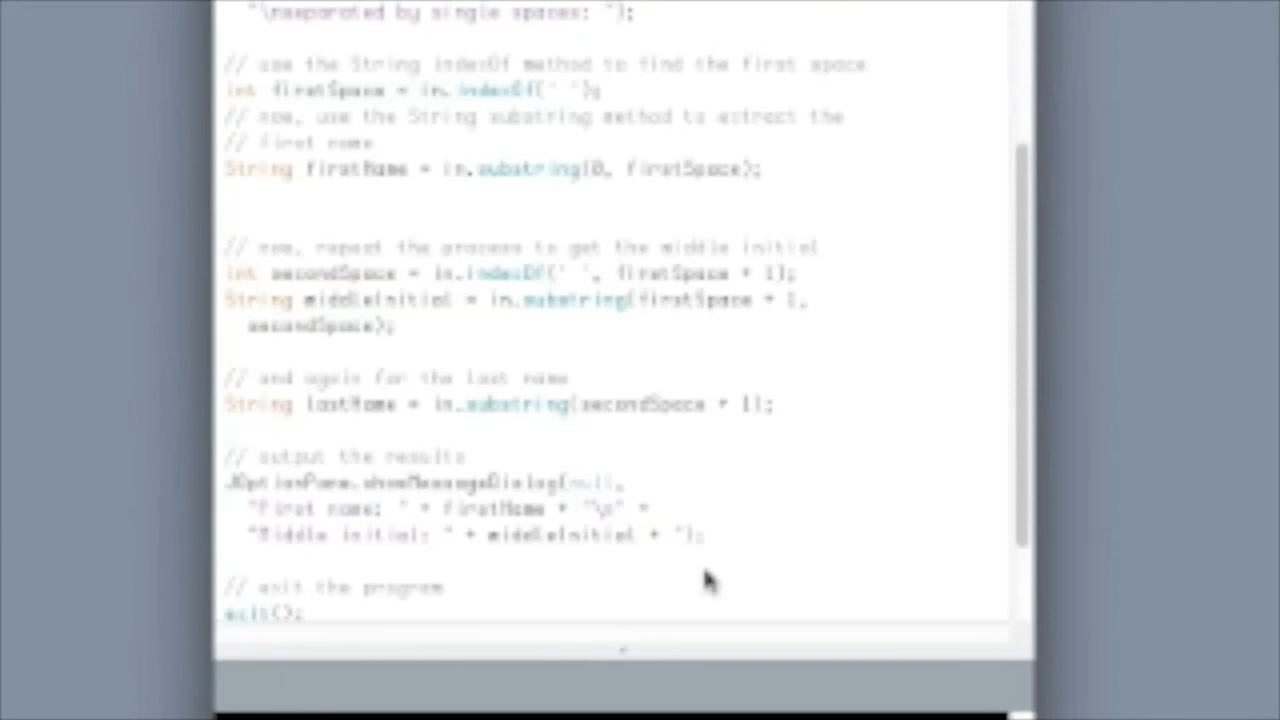 "\nseparated by single spaces: ");
// use the String indexOf method to find the first space
int firstSpace = in.indexOf(' ');
// now, use the String substring method to extract the
// first name
String firstName = in.substring(0, firstSpace);
// now, repeat the process to get the middle initial
int secondSpace = in.indexOf(' ', firstSpace + 1);
String middleInitial = in.substring(firstSpace + 1,
secondSpace);
// and again for the last name
String lastName = in.substring(secondSpace + 1);
// output the results
JOptionPane.showMessageDialog(null,
"First name: " + firstName + "\n" +
"Middle initial: " + middleInitial + ");
// exit the program
exit();